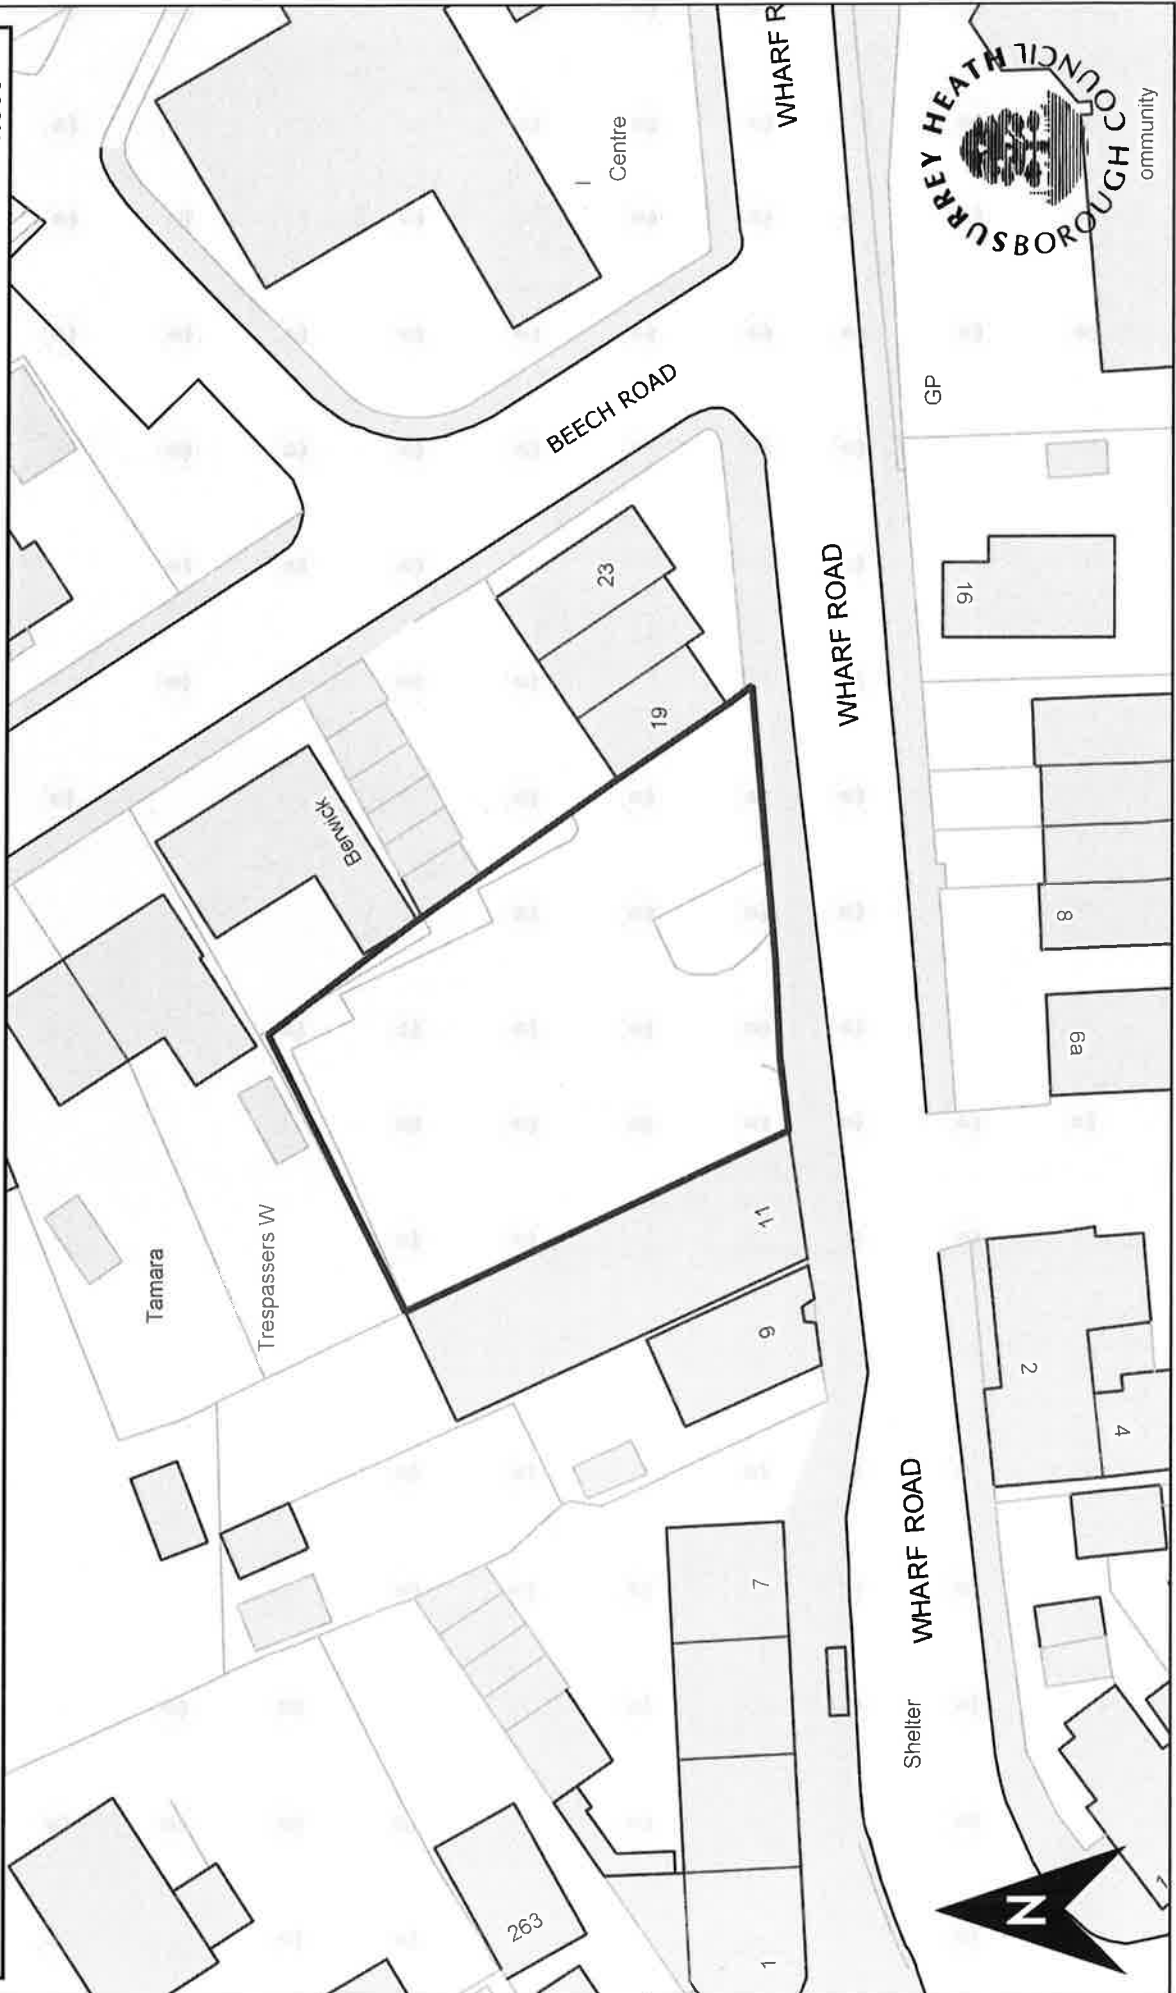 WHARF R
SURREY HEATH
BOROUGH COUNCIL
ommunity
Centre
GP
BEECH ROAD
WHARF ROAD
16
23
19
8
6a
Berwick
11
9
2
4
Tamara
Trespassers W
WHARF ROAD
7
Shelter
N
263
1